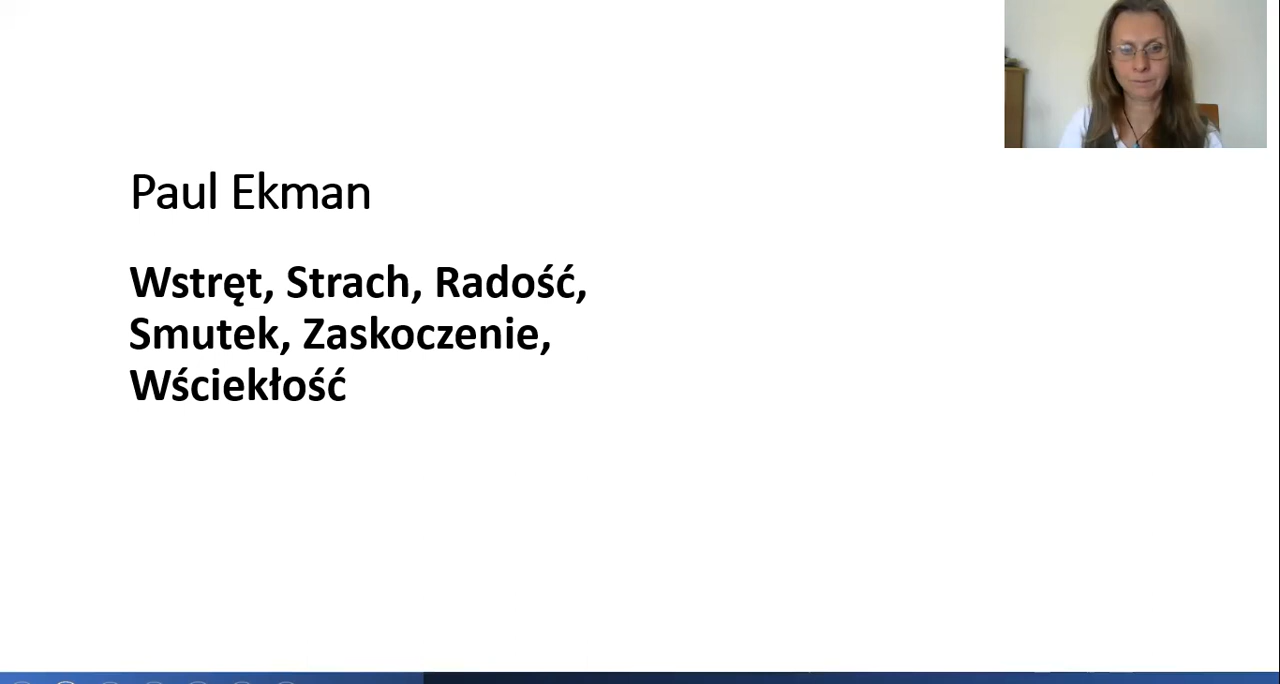 Paul Ekman
Wstręt, Strach, Radość,
Smutek, Zaskoczenie,
Wściekłość